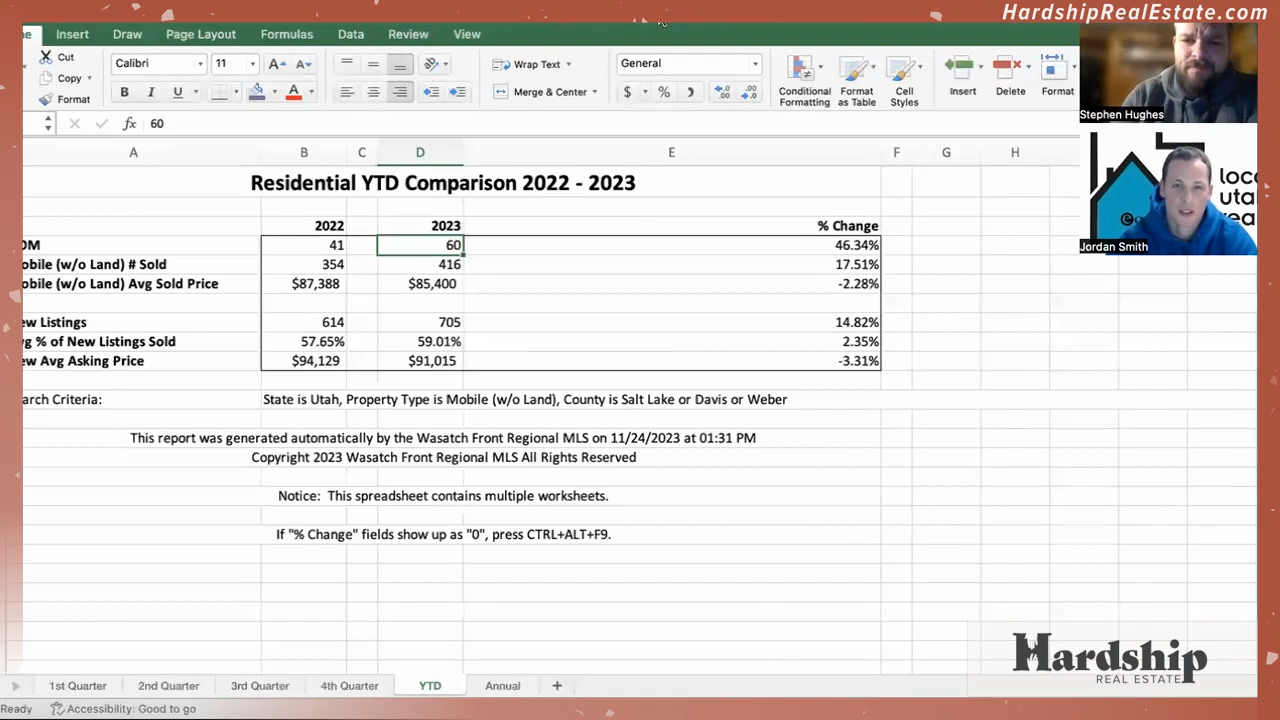 HardshipRealEstate.com
Insert Draw Page Layout Formulas Data Review View
Cut
Copy
Format
Calibri 11
B I U
Wrap Text
Merge & Center
General
$ %
Conditional Formatting
Format as Table
Cell Styles
Insert Delete Format
Stephen Hughes
Jordan Smith
fx 60
A B C D E F G H
Residential YTD Comparison 2022 - 2023
2022 2023 % Change
41 60 46.34%
(w/o Land) # Sold 354 416 17.51%
(w/o Land) Avg Sold Price $87,388 $85,400 -2.28%
Listings 614 705 14.82%
% of New Listings Sold 57.65% 59.01% 2.35%
Avg Asking Price $94,129 $91,015 -3.31%
Criteria: State is Utah, Property Type is Mobile (w/o Land), County is Salt Lake or Davis or Weber
This report was generated automatically by the Wasatch Front Regional MLS on 11/24/2023 at 01:31 PM
Copyright 2023 Wasatch Front Regional MLS All Rights Reserved
Notice: This spreadsheet contains multiple worksheets.
If "% Change" fields show up as "0", press CTRL+ALT+F9.
Hardship
REAL ESTATE
1st Quarter 2nd Quarter 3rd Quarter 4th Quarter YTD Annual +
Ready Accessibility: Good to go